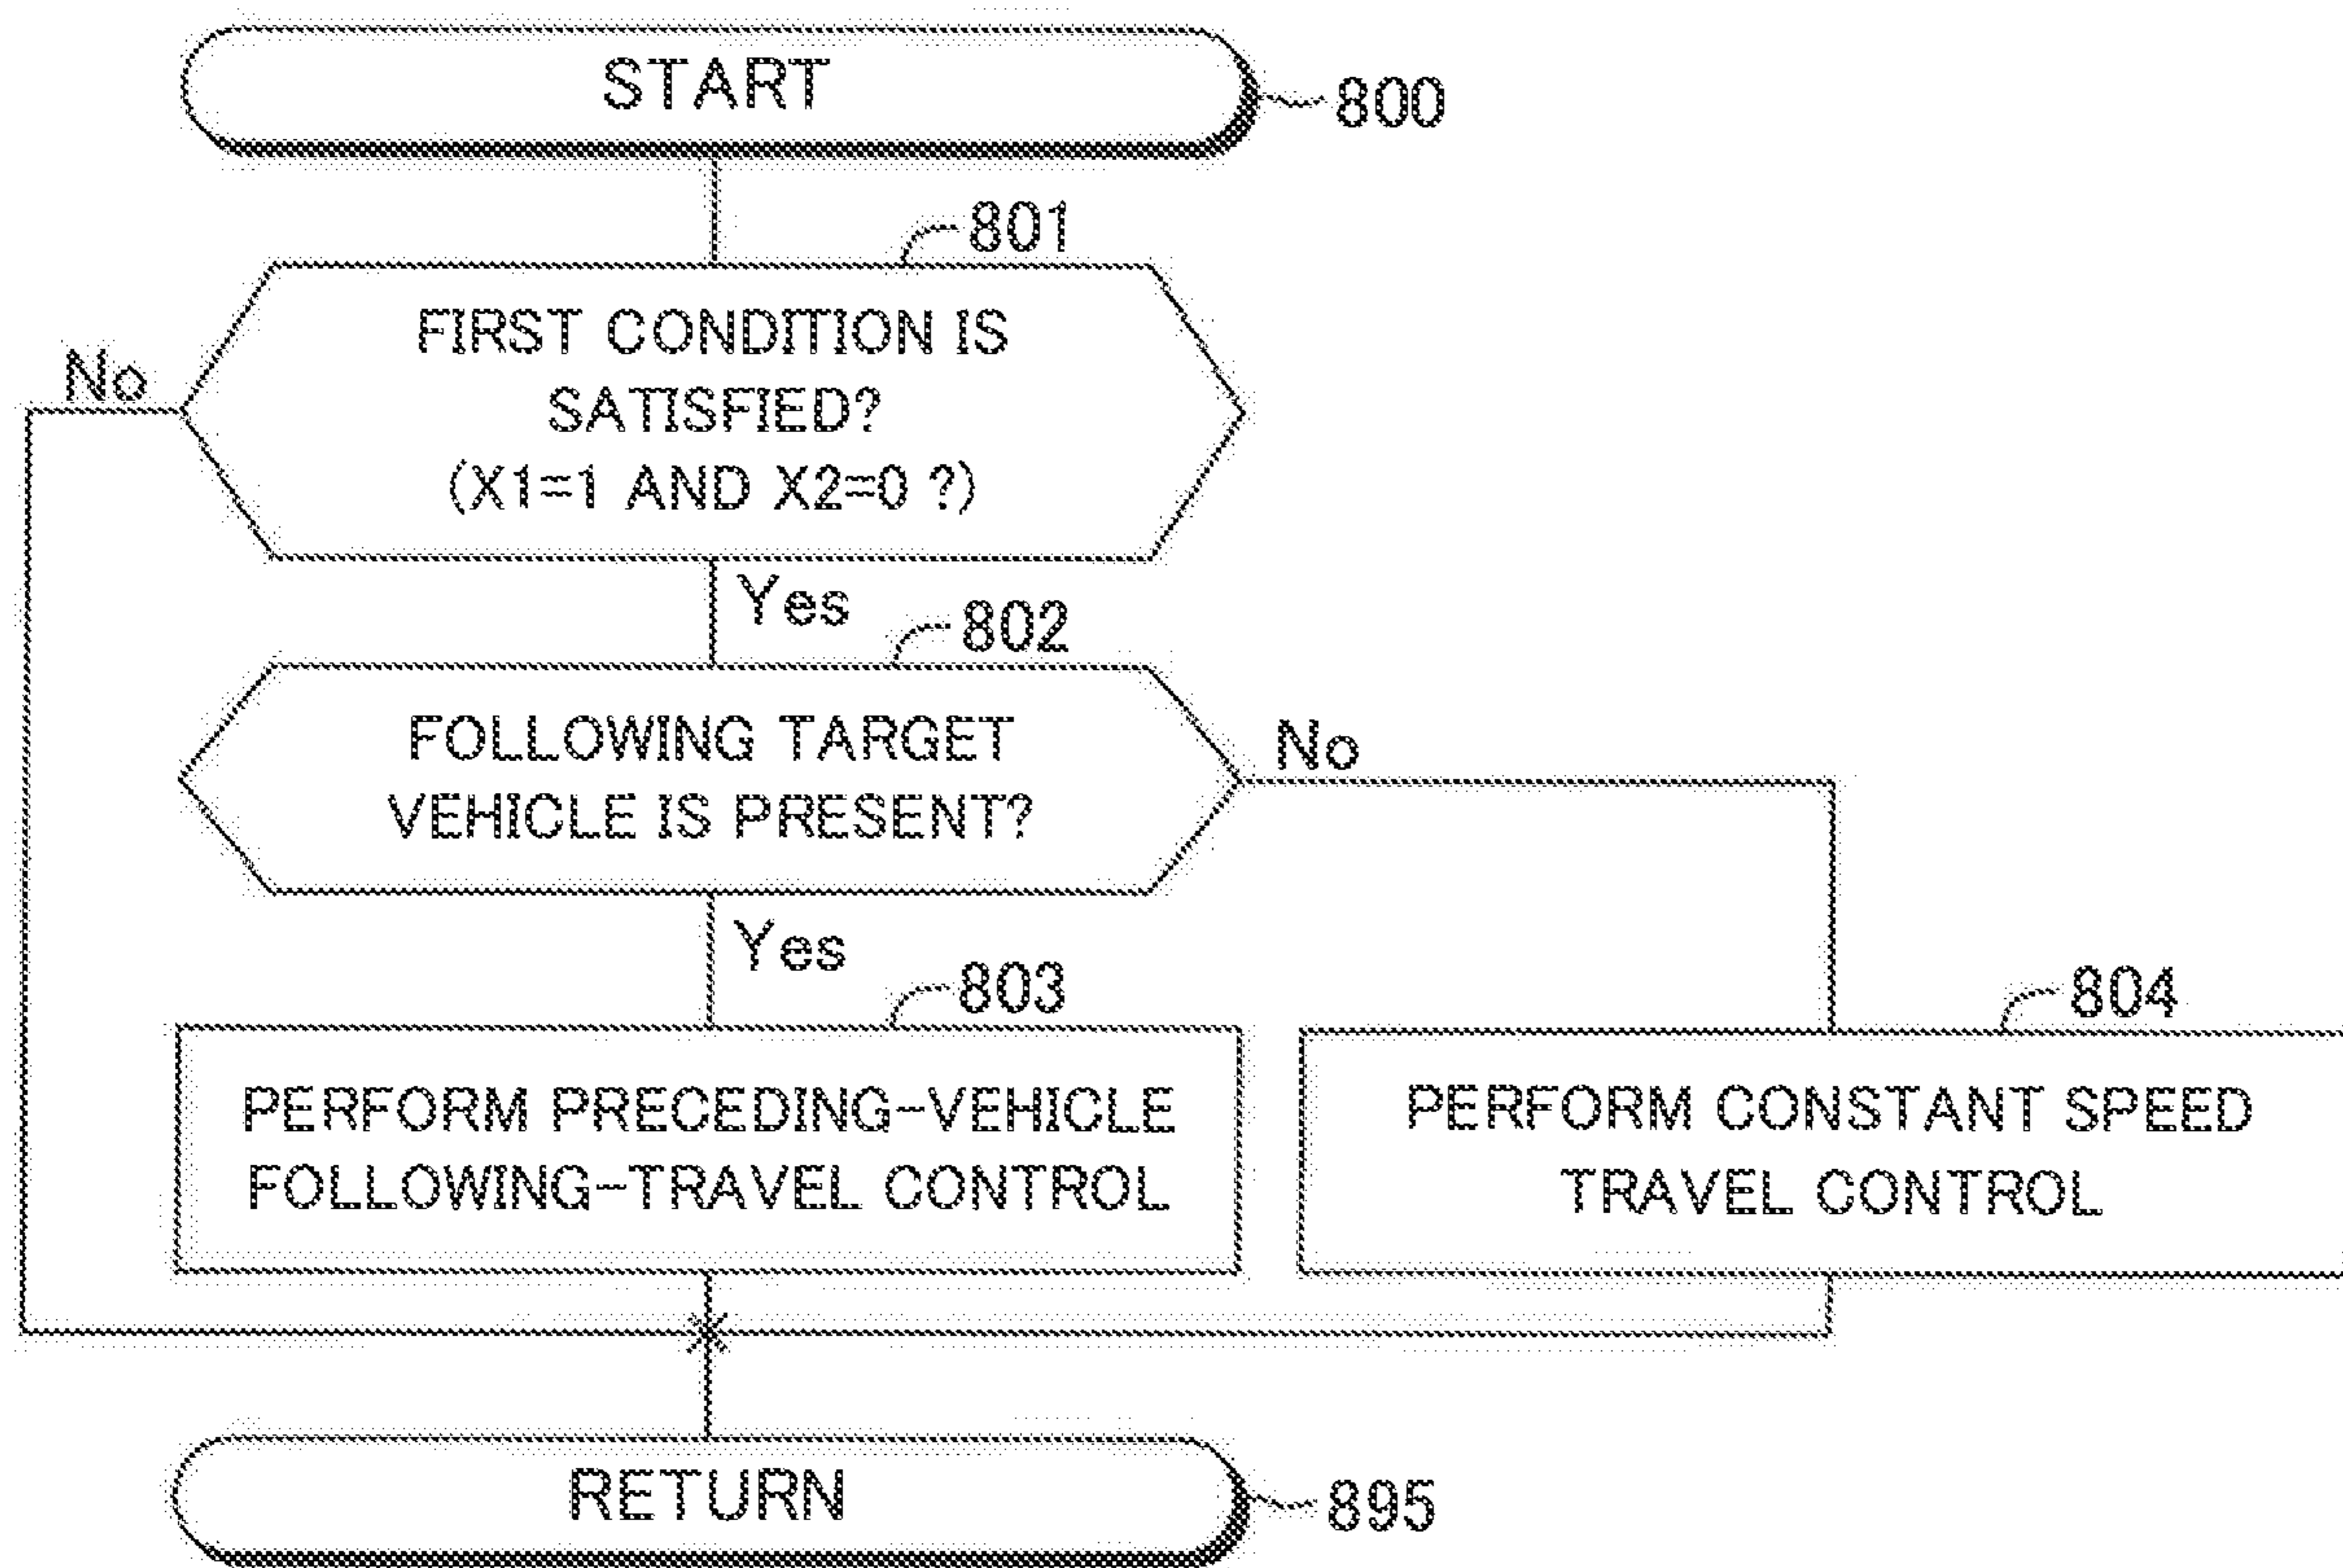 START
800
801
FIRST CONDITION IS
SATISFIED?
(X1=1 AND X2=0 ?)
No
Yes
802
FOLLOWING TARGET
VEHICLE IS PRESENT?
No
Yes
803
PERFORM PRECEDING-VEHICLE
FOLLOWING-TRAVEL CONTROL
804
PERFORM CONSTANT SPEED
TRAVEL CONTROL
RETURN
895